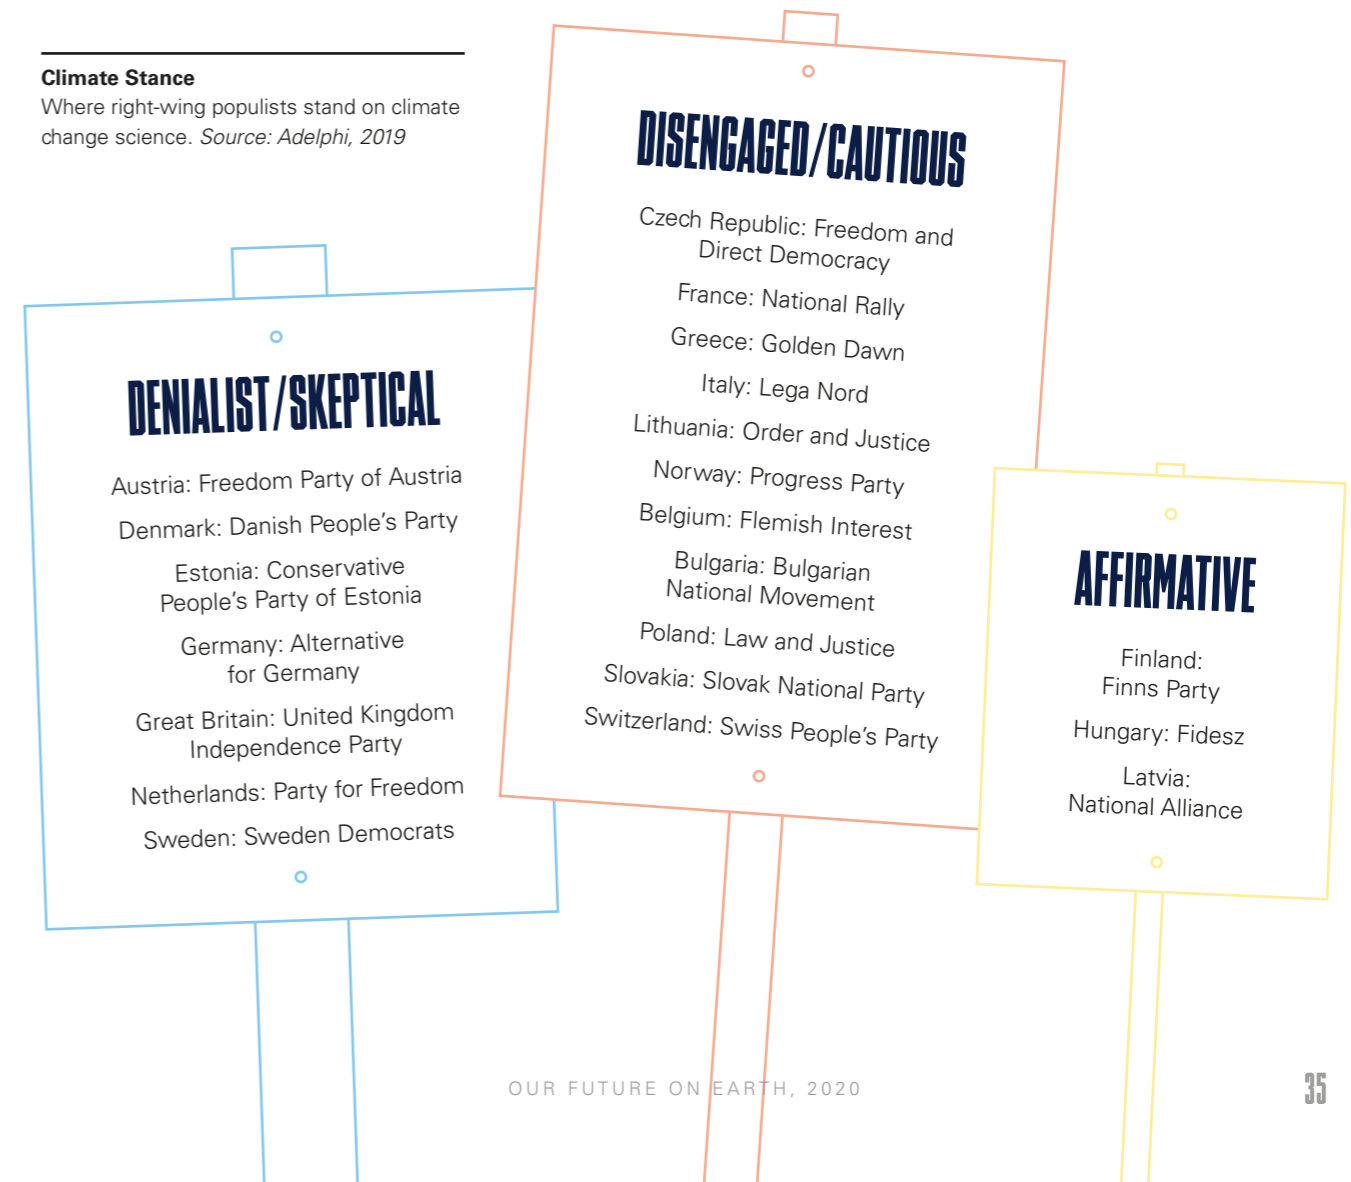 Climate Stance
Where right-wing populists stand on climate
change science. Source: Adelphi, 2019
DENIALIST/SKEPTICAL
Austria: Freedom Party of Austria
Denmark: Danish People’s Party
Estonia: Conservative
People’s Party of Estonia
Germany: Alternative
for Germany
Great Britain: United Kingdom
Independence Party
Netherlands: Party for Freedom
Sweden: Sweden Democrats
DISENGAGED/CAUTIOUS
Czech Republic: Freedom and
Direct Democracy
France: National Rally
Greece: Golden Dawn
Italy: Lega Nord
Lithuania: Order and Justice
Norway: Progress Party
Belgium: Flemish Interest
Bulgaria: Bulgarian
National Movement
Poland: Law and Justice
Slovakia: Slovak National Party
Switzerland: Swiss People’s Party
AFFIRMATIVE
Finland:
Finns Party
Hungary: Fidesz
Latvia:
National Alliance
OUR FUTURE ON EARTH, 2020
35